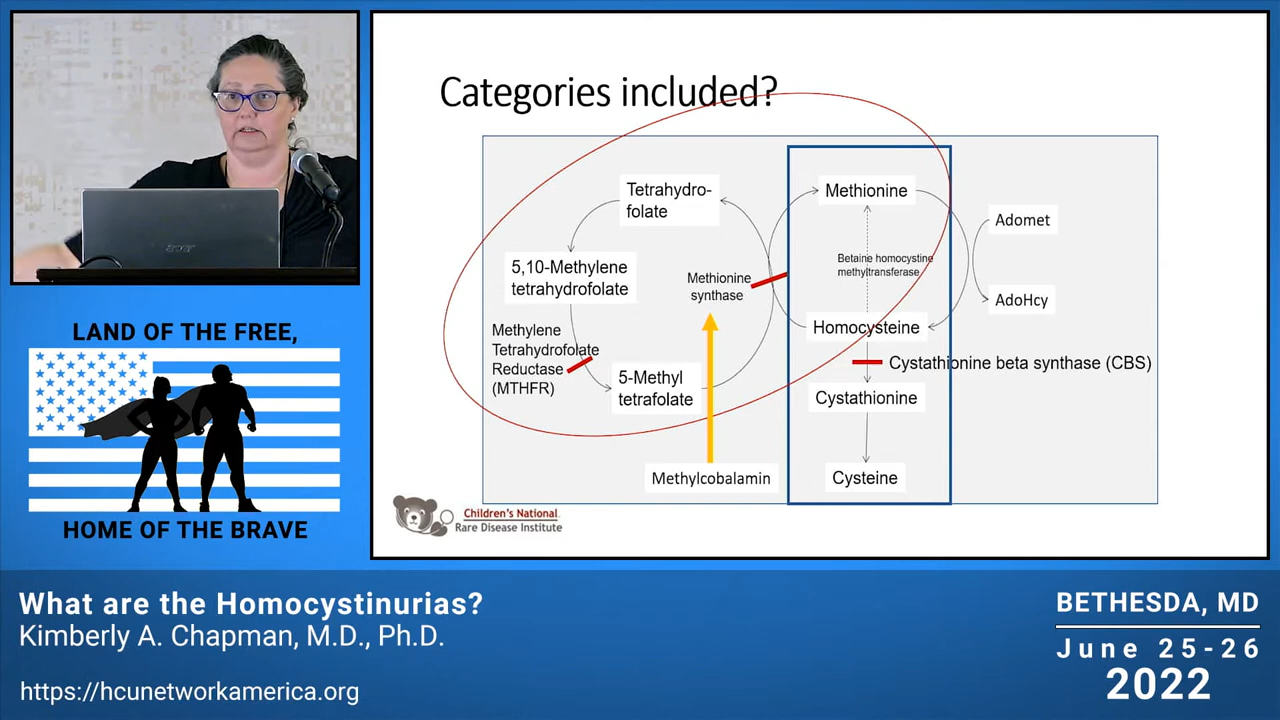 Categories included?
Tetrahydro-
folate
Methionine
Adomet
5,10-Methylene
tetrahydrofolate
Methionine
synthase
Betaine homocystine
methyltransferase
AdoHcy
Methylene
Tetrahydrofolate
Reductase
(MTHFR)
Homocysteine
5-Methyl
tetrafolate
Cystathionine beta synthase (CBS)
Cystathionine
Methylcobalamin
Cysteine
Children's National
Rare Disease Institute
acer
LAND OF THE FREE,
HOME OF THE BRAVE
What are the Homocystinurias?
Kimberly A. Chapman, M.D., Ph.D.
https://hcunetworkamerica.org
BETHESDA, MD
June 25-26
2022